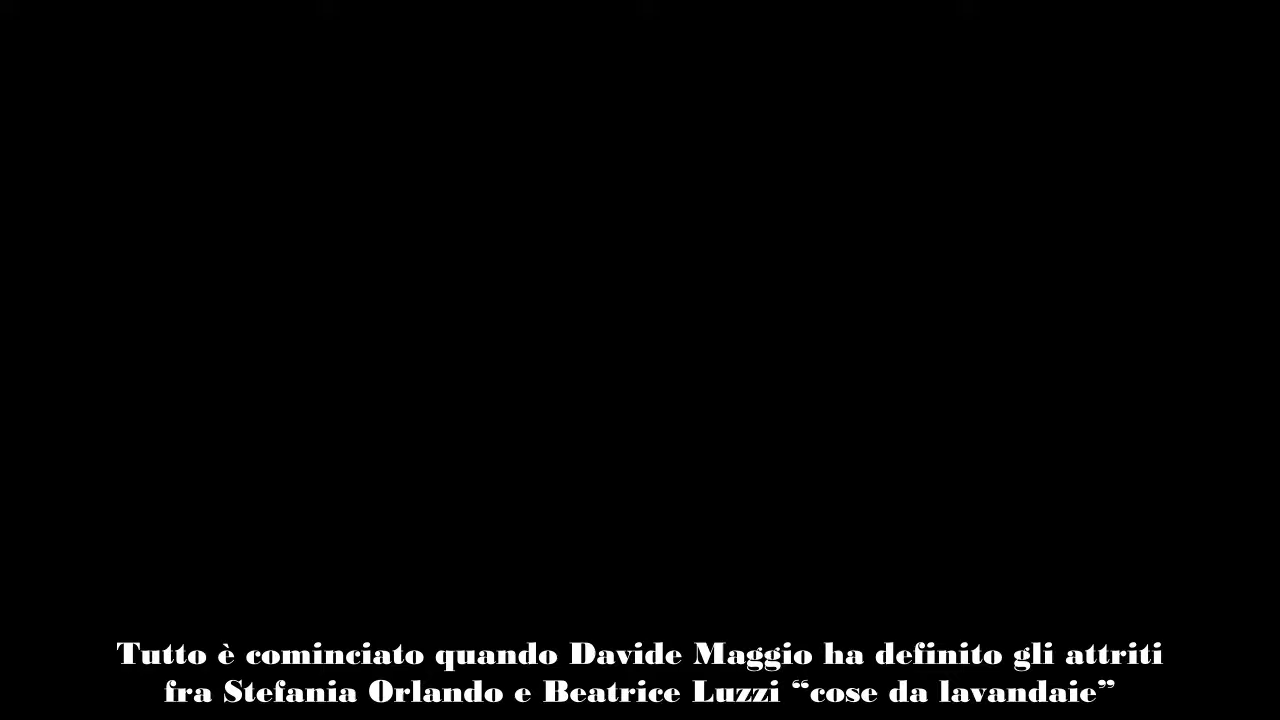 Tutto è cominciato quando Davide Maggio ha definito gli attriti
fra Stefania Orlando e Beatrice Luzzi “cose da lavandaie”